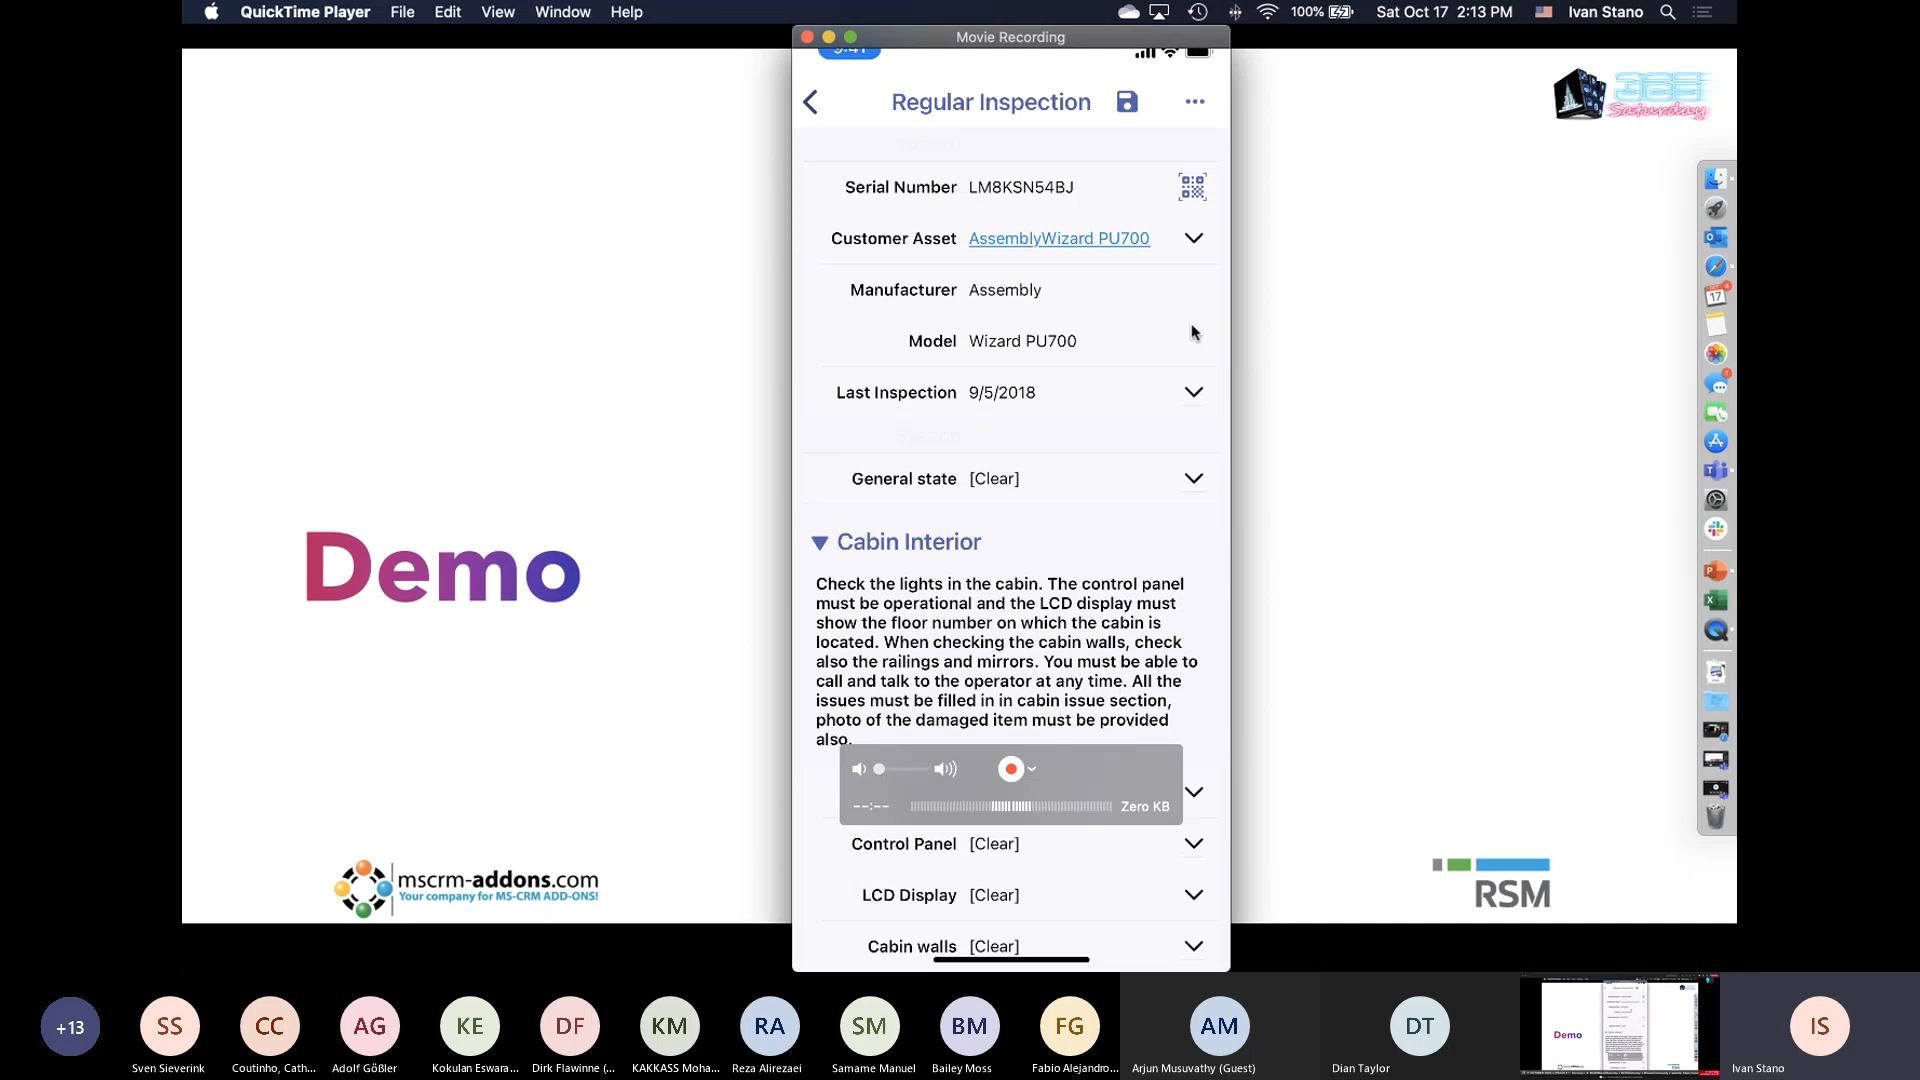 QuickTime Player File Edit View Window Help
100% Sat Oct 17 2:13 PM Ivan Stano
Movie Recording
9:41
Regular Inspection
365
Saturday
Serial Number LM8KSN54BJ
Customer Asset AssemblyWizard PU700
Manufacturer Assembly
Model Wizard PU700
Last Inspection 9/5/2018
General state [Clear]
Cabin Interior
Check the lights in the cabin. The control panel
must be operational and the LCD display must
show the floor number on which the cabin is
located. When checking the cabin walls, check
also the railings and mirrors. You must be able to
call and talk to the operator at any time. All the
issues must be filled in in cabin issue section,
photo of the damaged item must be provided
also.
--:-- Zero KB
Control Panel [Clear]
LCD Display [Clear]
Cabin walls [Clear]
Demo
mscrm-addons.com
Your company for MS-CRM ADD-ONS!
RSM
17
4
1
+13 SS CC AG KE DF KM RA SM BM FG AM DT Demo IS
Sven Sieverink Coutinho, Cath... Adolf Gößler Kokulan Eswara... Dirk Flawinne (... KAKKASS Moha... Reza Alirezaei Samame Manuel Bailey Moss Fabio Alejandro... Arjun Musuvathy (Guest) Dian Taylor Ivan Stano